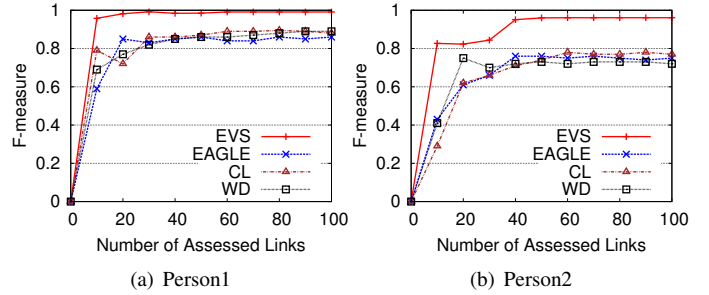 F-measure
1
0.8
0.6
0.4
0.2
0
EVS
EAGLE
CL
WD
0 20 40 60 80 100
Number of Assessed Links
(a) Person1
F-measure
1
0.8
0.6
0.4
0.2
0
EVS
EAGLE
CL
WD
0 20 40 60 80 100
Number of Assessed Links
(b) Person2